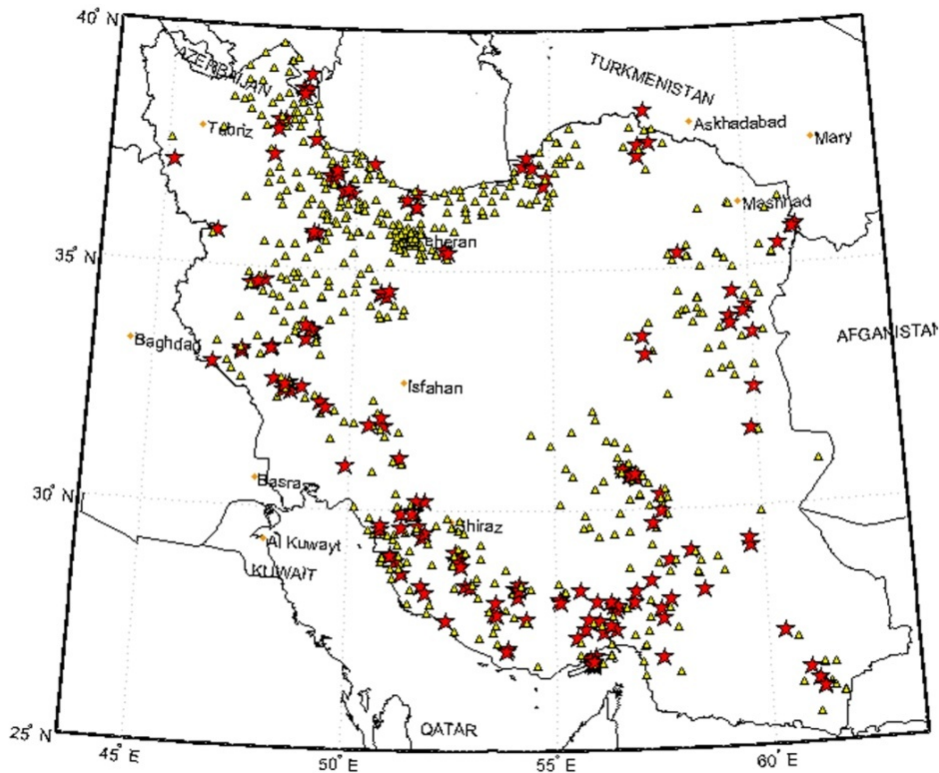 40° N
AZERBAIJAN
TURKMENISTAN
Tabriz
Askhadabad
Mary
Mashhad
Teheran
35° N
Baghdad
AFGANISTAN
Isfahan
Basra
30° N
Shiraz
Al Kuwayt
KUWAIT
QATAR
25° N
45° E
50° E
55° E
60° E